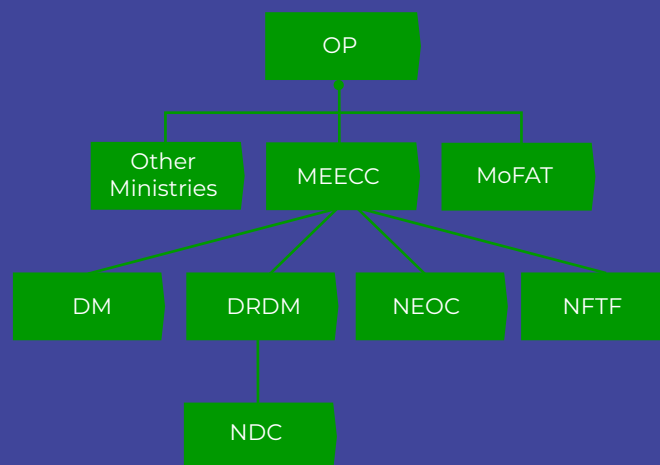 OP
Other
Ministries
MEECC
MoFAT
DM
DRDM
NEOC
NFTF
NDC